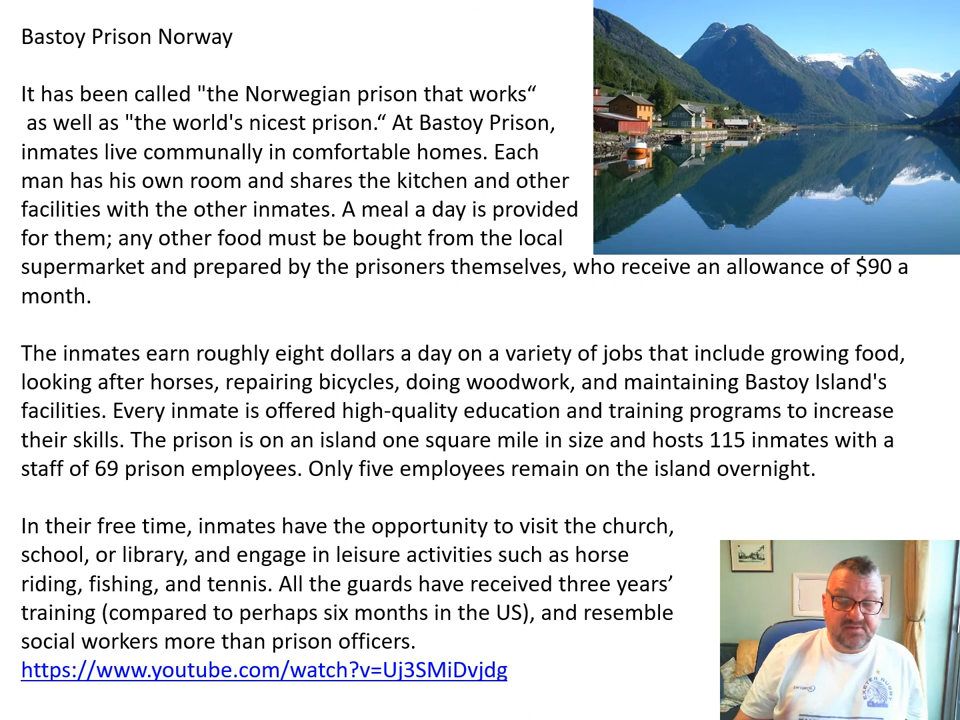 Bastoy Prison Norway
It has been called "the Norwegian prison that works“
as well as "the world's nicest prison.“ At Bastoy Prison,
inmates live communally in comfortable homes. Each
man has his own room and shares the kitchen and other
facilities with the other inmates. A meal a day is provided
for them; any other food must be bought from the local
supermarket and prepared by the prisoners themselves, who receive an allowance of $90 a
month.
The inmates earn roughly eight dollars a day on a variety of jobs that include growing food,
looking after horses, repairing bicycles, doing woodwork, and maintaining Bastoy Island's
facilities. Every inmate is offered high-quality education and training programs to increase
their skills. The prison is on an island one square mile in size and hosts 115 inmates with a
staff of 69 prison employees. Only five employees remain on the island overnight.
In their free time, inmates have the opportunity to visit the church,
school, or library, and engage in leisure activities such as horse
riding, fishing, and tennis. All the guards have received three years’
training (compared to perhaps six months in the US), and resemble
social workers more than prison officers.
https://www.youtube.com/watch?v=Uj3SMiDvjdg